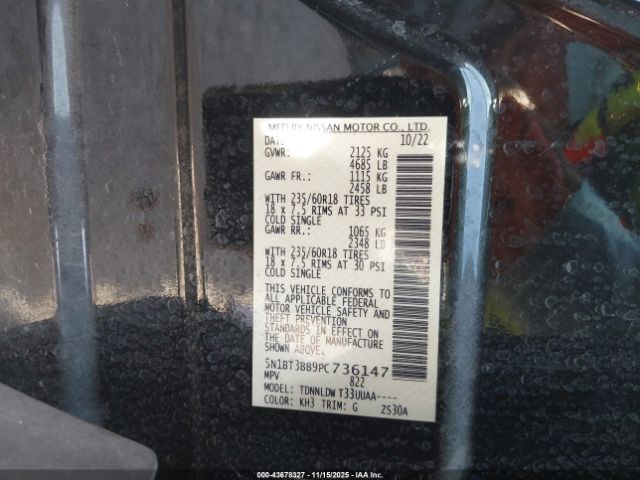 MFD BY NISSAN MOTOR CO., LTD.
DATE 10/22
GVWR: 2125 KG
4685 LB
GAWR FR.: 1115 KG
2458 LB
WITH 235/60R18 TIRES
18 x 7.5 RIMS AT 33 PSI
COLD SINGLE
GAWR RR.: 1065 KG
2348 LB
WITH 235/60R18 TIRES
18 x 7.5 RIMS AT 30 PSI
COLD SINGLE
THIS VEHICLE CONFORMS TO
ALL APPLICABLE FEDERAL
MOTOR VEHICLE SAFETY AND
THEFT PREVENTION
STANDARDS IN EFFECT ON
THE DATE OF MANUFACTURE
SHOWN ABOVE.
5N1BT3BB9PC736147
MPV 822
MODEL: TDNNLDW T33UUAA----
COLOR: KH3 TRIM: G ZS30A
000-43678327 - 11/15/2025 - IAAHC.COM